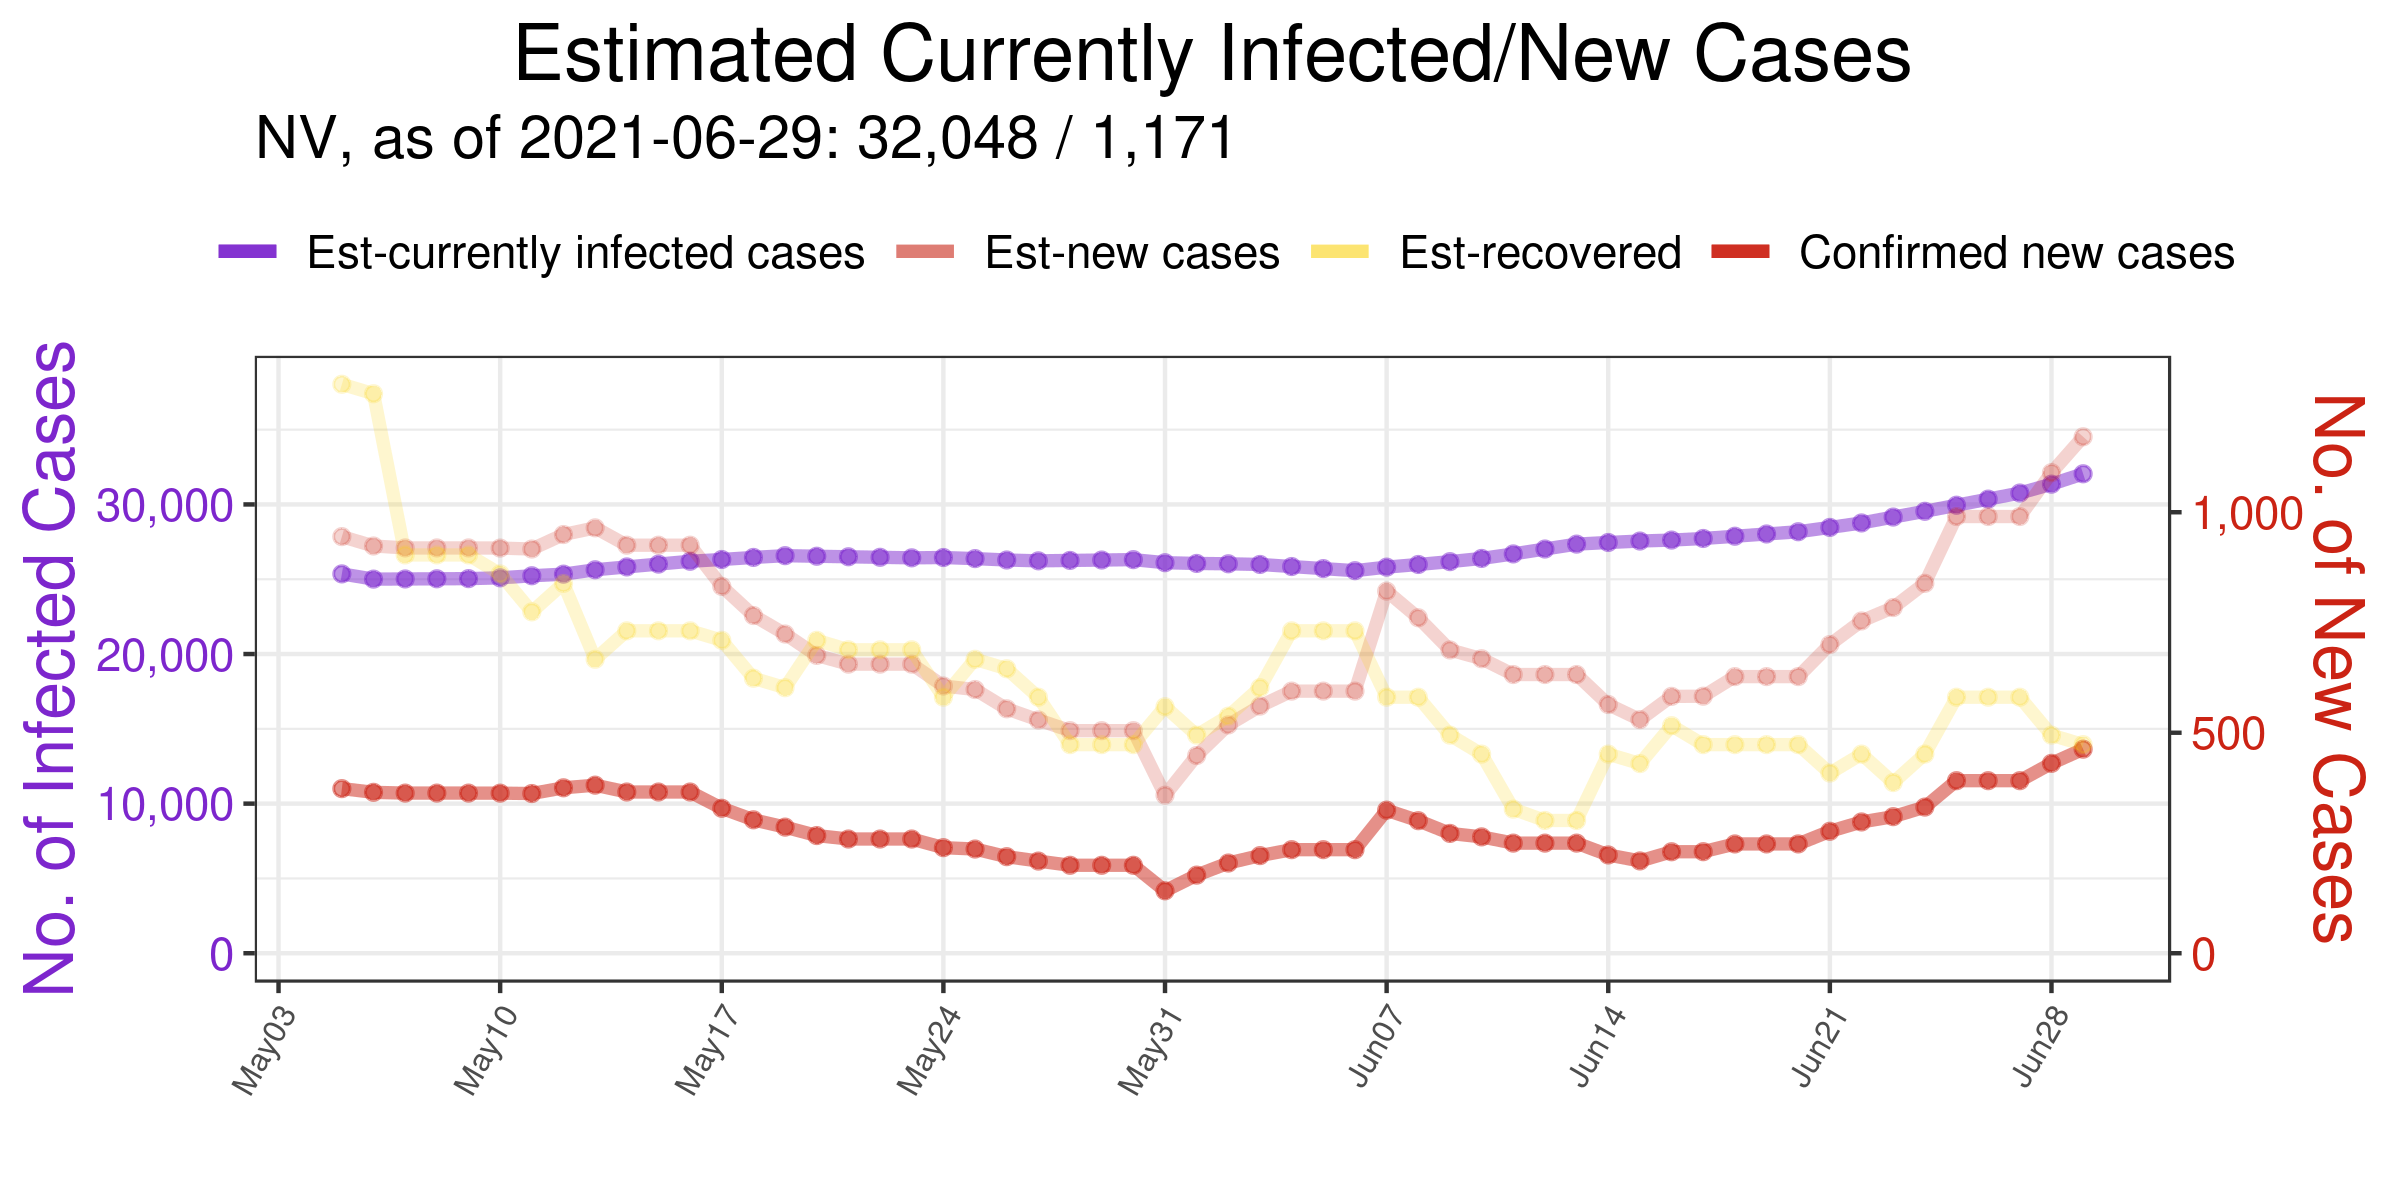 Estimated Currently Infected/New Cases
NV, as of 2021-06-29: 32,048 / 1,171
Est-currently infected cases Est-new cases Est-recovered Confirmed new cases
No. of Infected Cases
30,000
20,000
10,000
0
1,000
500
0
No. of New Cases
May03 May10 May17 May24 May31 Jun07 Jun14 Jun21 Jun28